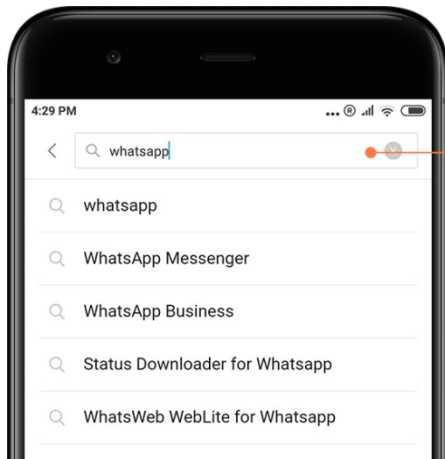 4:29 PM
whatsapp
whatsapp
WhatsApp Messenger
WhatsApp Business
Status Downloader for Whatsapp
WhatsWeb WebLite for Whatsapp